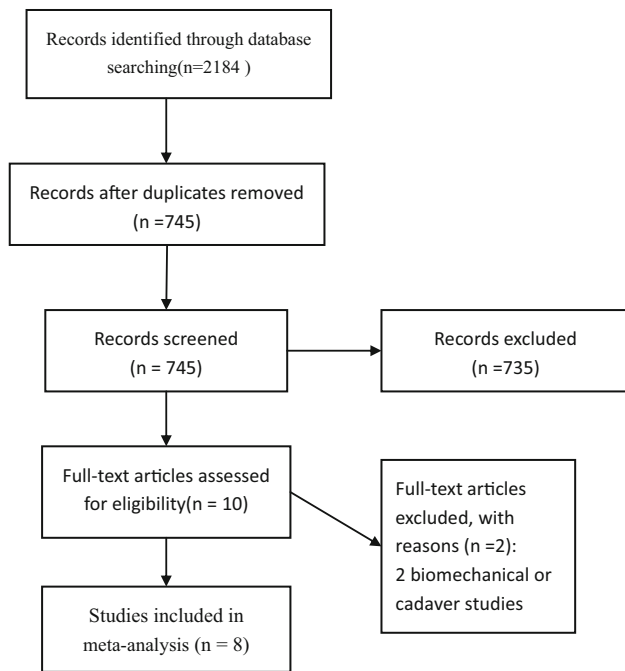 Records identified through database
searching(n=2184 )
Records after duplicates removed
(n =745)
Records screened
(n = 745)
Records excluded
(n =735)
Full-text articles assessed
for eligibility(n = 10)
Full-text articles
excluded, with
reasons (n =2):
2 biomechanical or
cadaver studies
Studies included in
meta-analysis (n = 8)